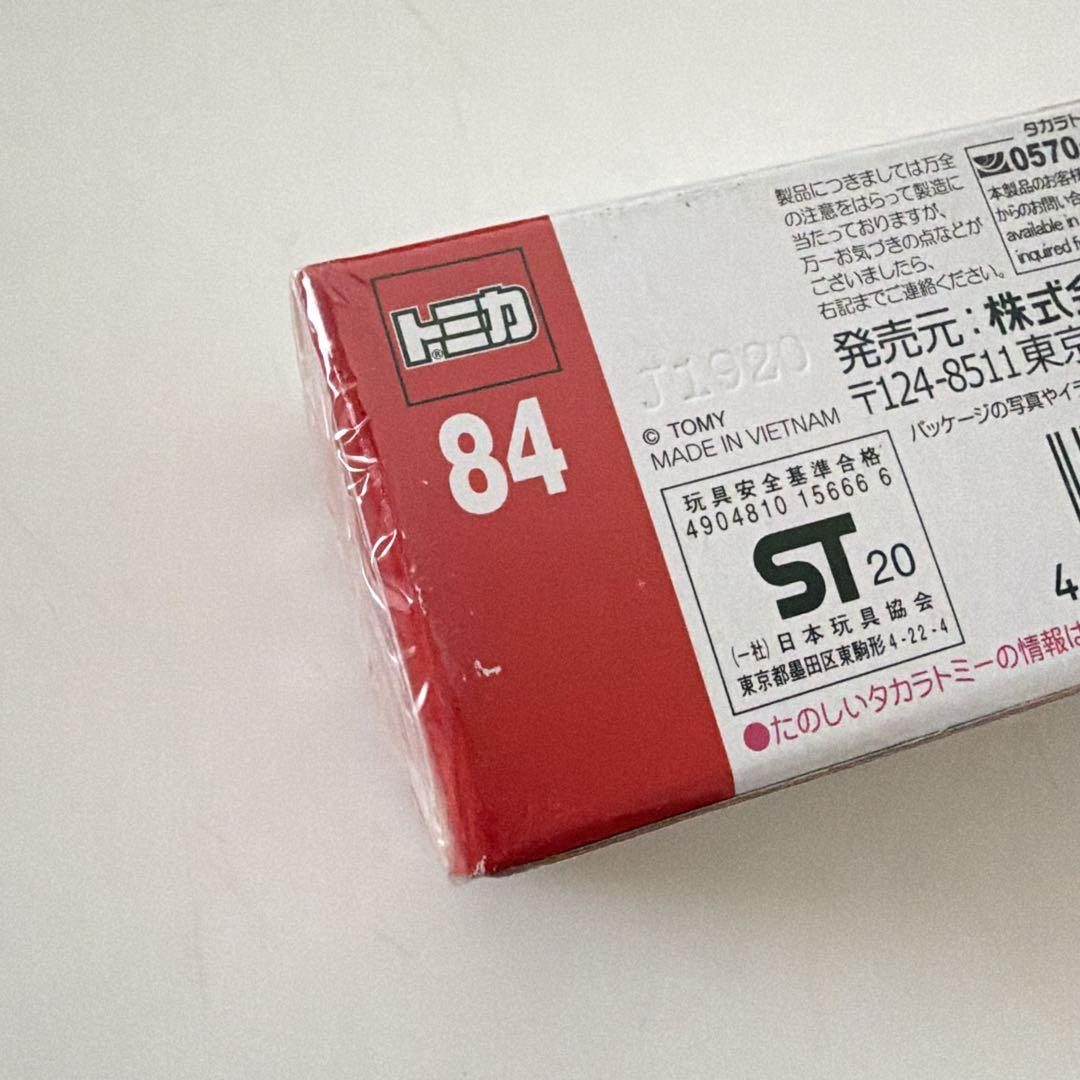 トミカ®
84
製品につきましては万全
の注意をはらって製造に
当たっておりますが、
万一お気づきの点などが
ございましたら、
右記までご連絡ください。
タカラト
0570
本製品のお客様
からのお問い合
available in
inquired f
J1920
発売元：株式会
〒124-8511東京
© TOMY
MADE IN VIETNAM
パッケージの写真やイラ
玩具安全基準合格
4904810 15666 6
ST 20
(一社)日本玩具協会
東京都墨田区東駒形4-22-4
4
●たのしいタカラトミーの情報は